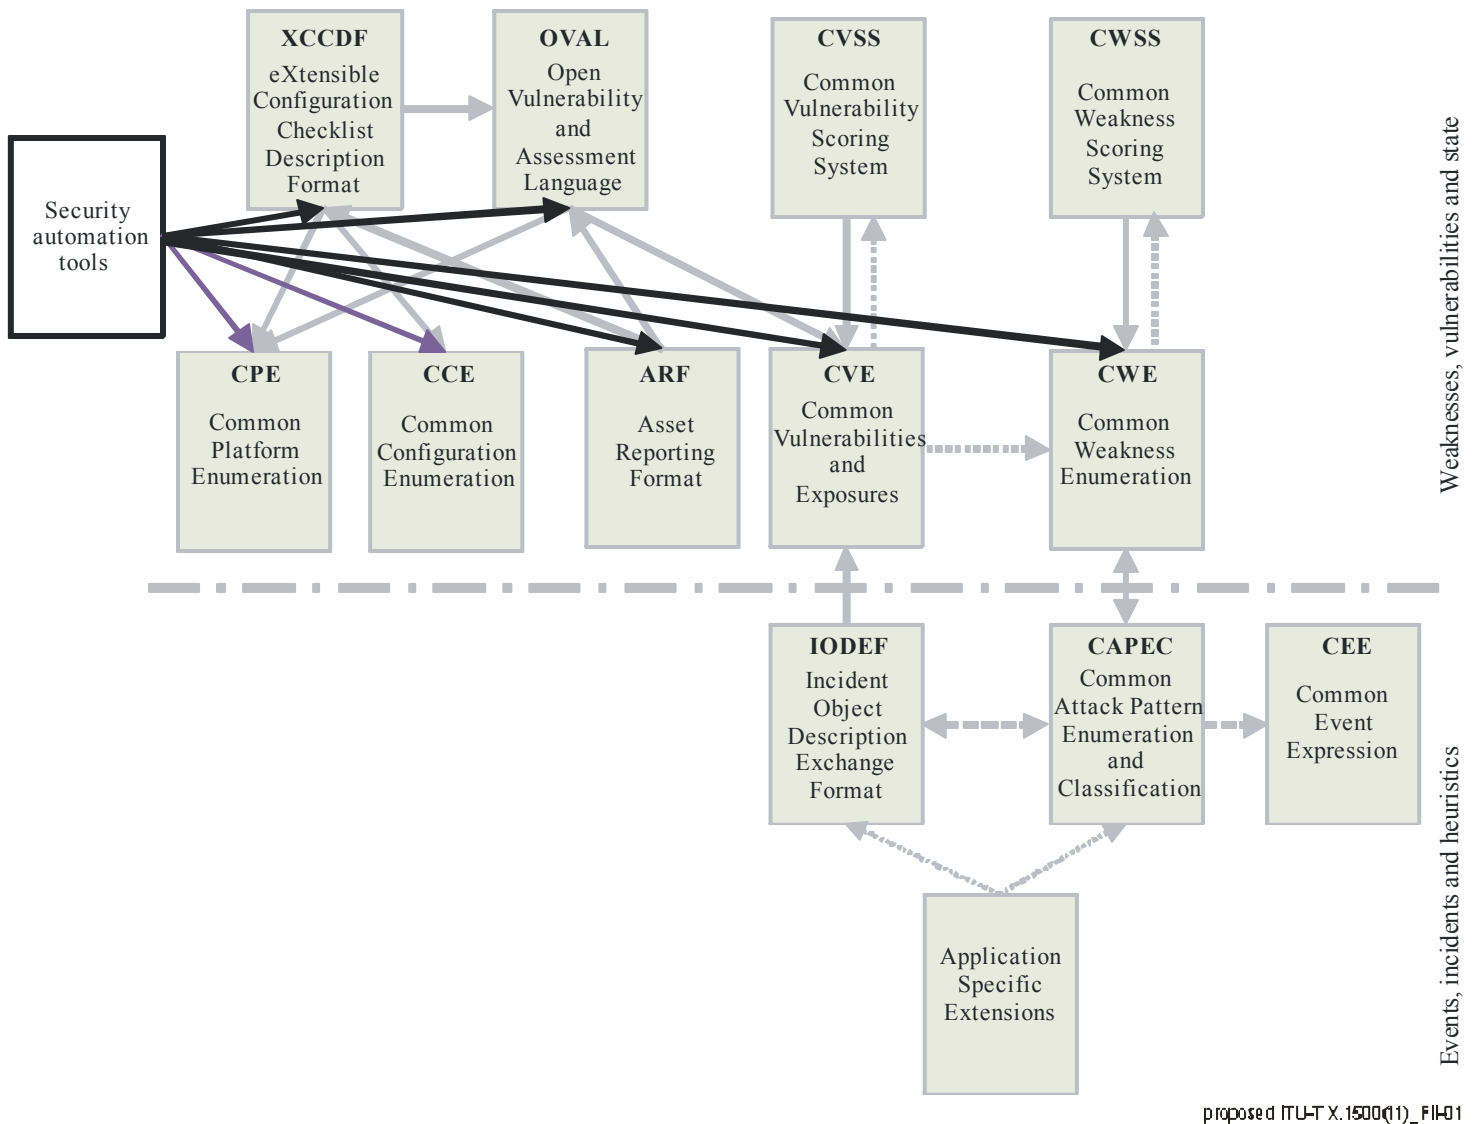 XCCDF
eXtensible
Configuration
Checklist
Description
Format
OVAL
Open
Vulnerability
and
Assessment
Language
CVSS
Common
Vulnerability
Scoring
System
CWSS
Common
Weakness
Scoring
System
Security
automation
tools
CPE
Common
Platform
Enumeration
CCE
Common
Configuration
Enumeration
ARF
Asset
Reporting
Format
CVE
Common
Vulnerabilities
and
Exposures
CWE
Common
Weakness
Enumeration
Weaknesses, vulnerabilities and state
IODEF
Incident
Object
Description
Exchange
Format
CAPEC
Common
Attack Pattern
Enumeration
and
Classification
CEE
Common
Event
Expression
Application
Specific
Extensions
Events, incidents and heuristics
proposed ITU-T X.1500(11)_FII-01